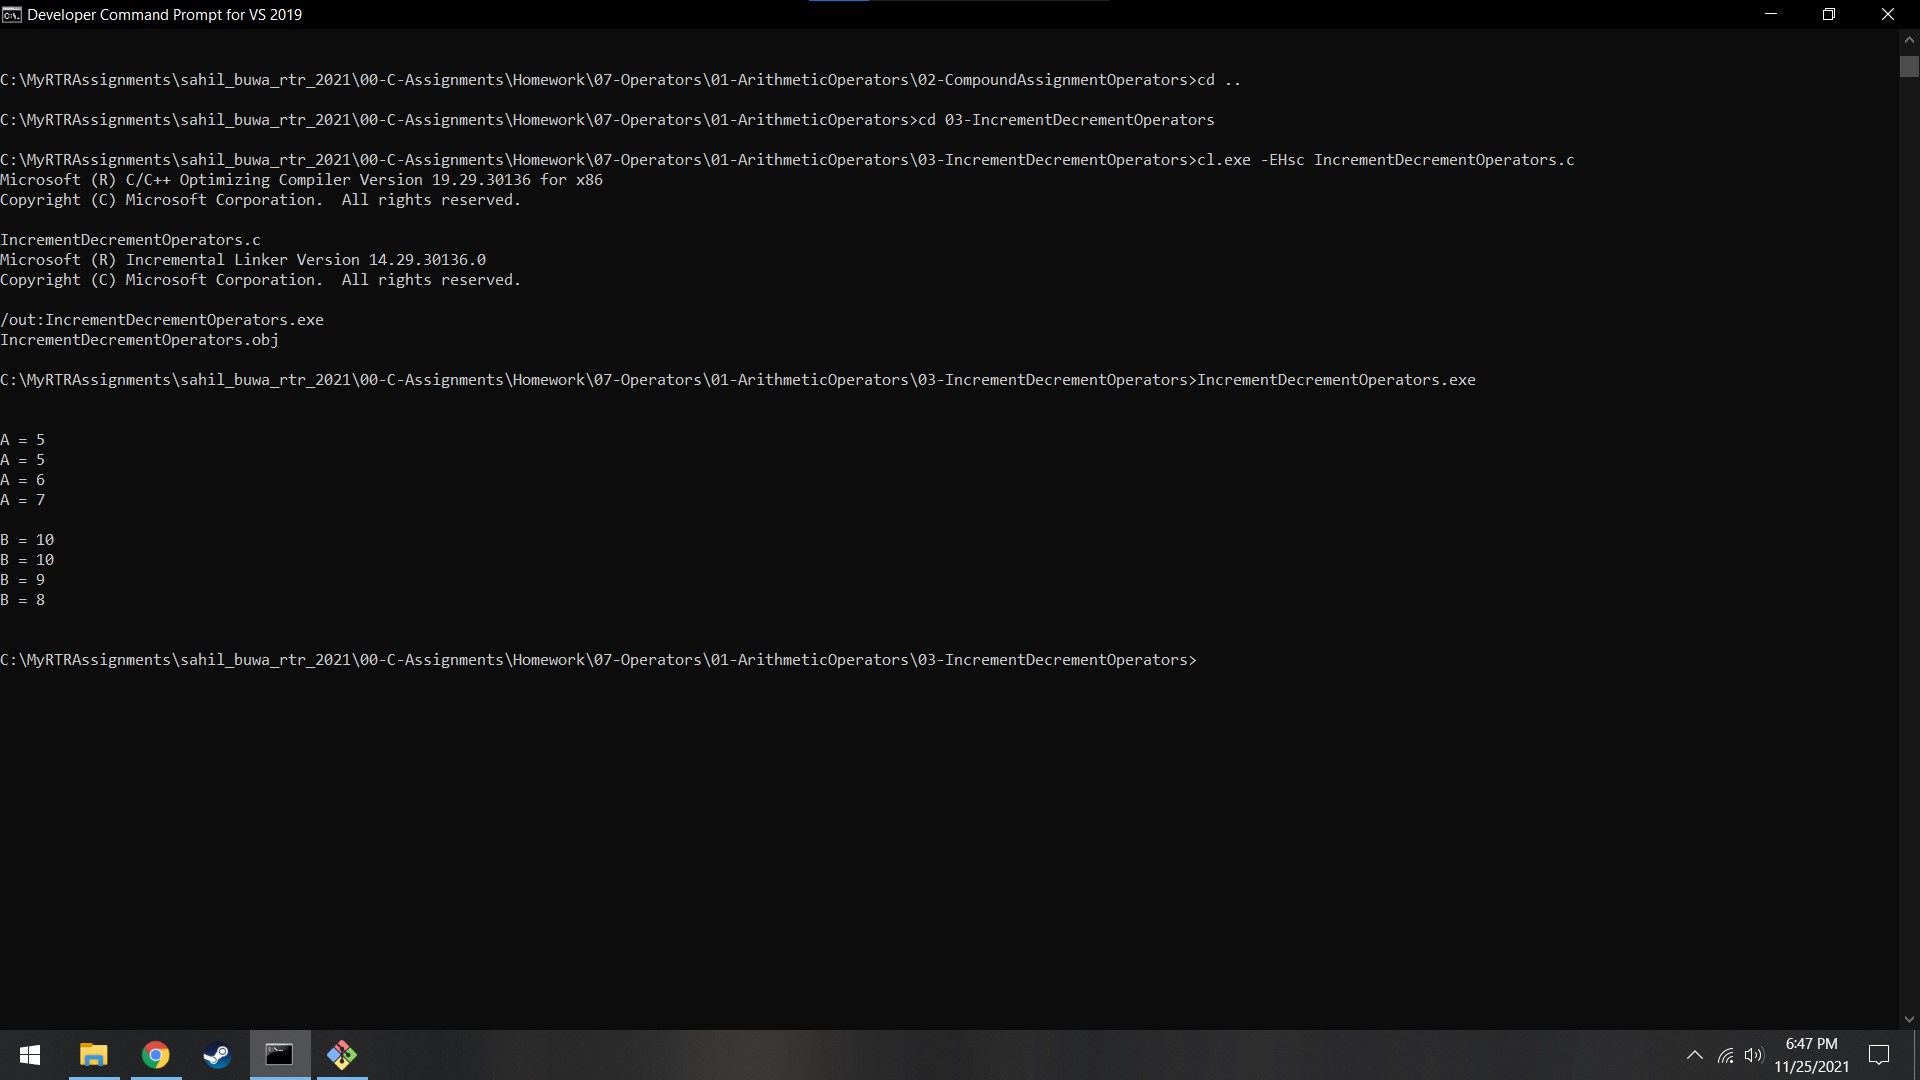 Developer Command Prompt for VS 2019
C:\MyRTRAssignments\sahil_buwa_rtr_2021\00-C-Assignments\Homework\07-Operators\01-ArithmeticOperators\02-CompoundAssignmentOperators>cd ..
C:\MyRTRAssignments\sahil_buwa_rtr_2021\00-C-Assignments\Homework\07-Operators\01-ArithmeticOperators>cd 03-IncrementDecrementOperators
C:\MyRTRAssignments\sahil_buwa_rtr_2021\00-C-Assignments\Homework\07-Operators\01-ArithmeticOperators\03-IncrementDecrementOperators>cl.exe -EHsc IncrementDecrementOperators.c
Microsoft (R) C/C++ Optimizing Compiler Version 19.29.30136 for x86
Copyright (C) Microsoft Corporation.  All rights reserved.
IncrementDecrementOperators.c
Microsoft (R) Incremental Linker Version 14.29.30136.0
Copyright (C) Microsoft Corporation.  All rights reserved.
/out:IncrementDecrementOperators.exe
IncrementDecrementOperators.obj
C:\MyRTRAssignments\sahil_buwa_rtr_2021\00-C-Assignments\Homework\07-Operators\01-ArithmeticOperators\03-IncrementDecrementOperators>IncrementDecrementOperators.exe
A = 5
A = 5
A = 6
A = 7
B = 10
B = 10
B = 9
B = 8
C:\MyRTRAssignments\sahil_buwa_rtr_2021\00-C-Assignments\Homework\07-Operators\01-ArithmeticOperators\03-IncrementDecrementOperators>
6:47 PM
11/25/2021